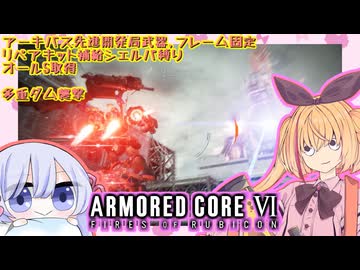 アーキバス先進開発局武器,フレーム固定
リペアキット補給シェルパ縛り
オールS取得
多重ダム襲撃
ARMORED CORE VI
FIRES OF RUBICON